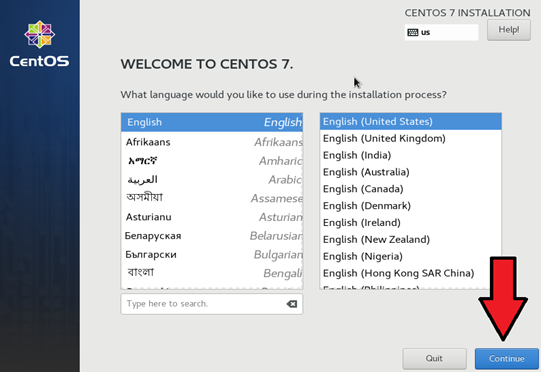 CentOS
CENTOS 7 INSTALLATION
us
Help!
WELCOME TO CENTOS 7.
What language would you like to use during the installation process?
English English
Afrikaans Afrikaans
አማርኛ Amharic
العربية Arabic
অসমীয়া Assamese
Asturianu Asturian
Беларуская Belarusian
Български Bulgarian
বাংলা Bengali
Type here to search.
English (United States)
English (United Kingdom)
English (India)
English (Australia)
English (Canada)
English (Denmark)
English (Ireland)
English (New Zealand)
English (Nigeria)
English (Hong Kong SAR China)
English (Philippines)
Quit
Continue